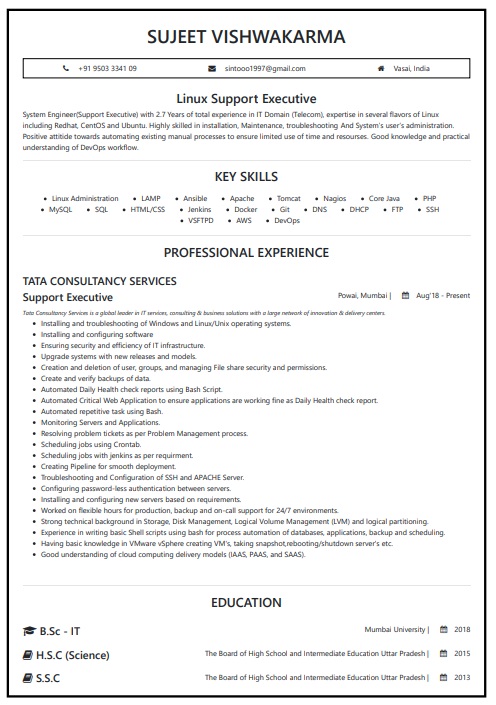 SUJEET VISHWAKARMA
+91 9503 3341 09 sintooo1997@gmail.com Vasai, India
Linux Support Executive
System Engineer(Support Executive) with 2.7 Years of total experience in IT Domain (Telecom), expertise in several flavors of Linux
including Redhat, CentOS and Ubuntu. Highly skilled in installation, Maintenance, troubleshooting And System's user's administration.
Positive attitide towards automating existing manual processes to ensure limited use of time and resourses. Good knowledge and practical
understanding of DevOps workflow.
KEY SKILLS
• Linux Administration • LAMP • Ansible • Apache • Tomcat • Nagios • Core Java • PHP
• MySQL • SQL • HTML/CSS • Jenkins • Docker • Git • DNS • DHCP • FTP • SSH
• VSFTPD • AWS • DevOps
PROFESSIONAL EXPERIENCE
TATA CONSULTANCY SERVICES
Support Executive Powai, Mumbai | Aug'18 - Present
Tata Consultancy Services is a global leader in IT services, consulting & business solutions with a large network of innovation & delivery centers.
• Installing and troubleshooting of Windows and Linux/Unix operating systems.
• Installing and configuring software
• Ensuring security and efficiency of IT infrastructure.
• Upgrade systems with new releases and models.
• Creation and deletion of user, groups, and managing File share security and permissions.
• Create and verify backups of data.
• Automated Daily Health check reports using Bash Script.
• Automated Critical Web Application to ensure applications are working fine as Daily Health check report.
• Automated repetitive task using Bash.
• Monitoring Servers and Applications.
• Resolving problem tickets as per Problem Management process.
• Scheduling jobs using Crontab.
• Scheduling jobs with jenkins as per requirment.
• Creating Pipeline for smooth deployment.
• Troubleshooting and Configuration of SSH and APACHE Server.
• Configuring password-less authentication between servers.
• Installing and configuring new servers based on requirements.
• Worked on flexible hours for production, backup and on-call support for 24/7 environments.
• Strong technical background in Storage, Disk Management, Logical Volume Management (LVM) and logical partitioning.
• Experience in writing basic Shell scripts using bash for process automation of databases, applications, backup and scheduling.
• Having basic knowledge in VMware vSphere creating VM's, taking snapshot,rebooting/shutdown server's etc.
• Good understanding of cloud computing delivery models (IAAS, PAAS, and SAAS).
EDUCATION
B.Sc - IT Mumbai University | 2018
H.S.C (Science) The Board of High School and Intermediate Education Uttar Pradesh | 2015
S.S.C The Board of High School and Intermediate Education Uttar Pradesh | 2013